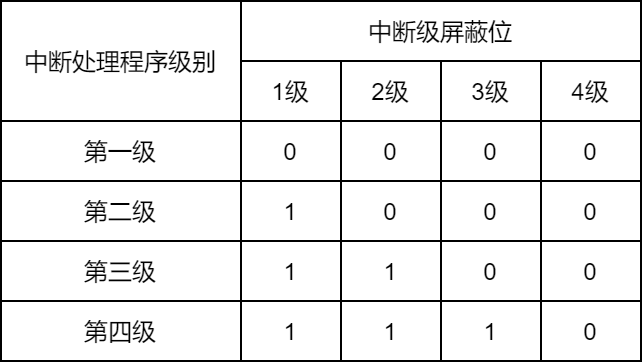 中断处理程序级别 中断级屏蔽位
1级 2级 3级 4级
第一级 0 0 0 0
第二级 1 0 0 0
第三级 1 1 0 0
第四级 1 1 1 0